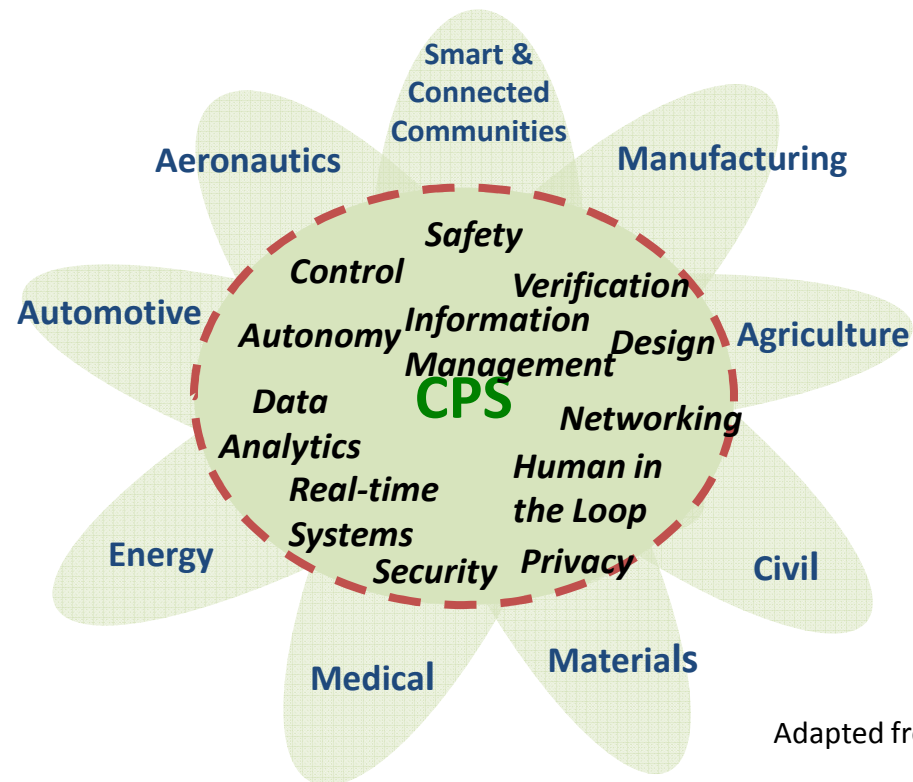 Smart &
Connected
Communities
Aeronautics
Manufacturing
Safety
Control
Verification
Automotive
Information
Autonomy
Design
Agriculture
Management
CPS
Data
Networking
Analytics
Human in
Real-time
the Loop
Systems
Energy
Privacy
Civil
Security
Materials
Medical
Adapted